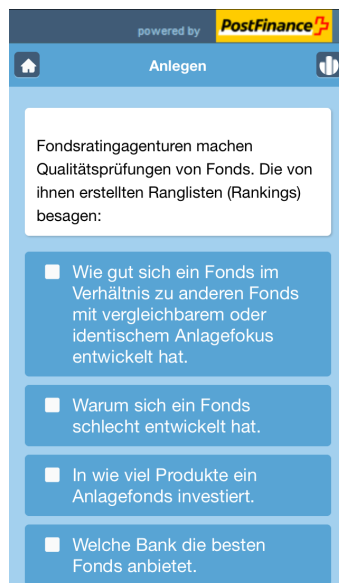 powered by PostFinance
Anlegen
Fondsratingagenturen machen
Qualitätsprüfungen von Fonds. Die von
ihnen erstellten Ranglisten (Rankings)
besagen:
Wie gut sich ein Fonds im
Verhältnis zu anderen Fonds
mit vergleichbarem oder
identischem Anlagefokus
entwickelt hat.
Warum sich ein Fonds
schlecht entwickelt hat.
In wie viel Produkte ein
Anlagefonds investiert.
Welche Bank die besten
Fonds anbietet.